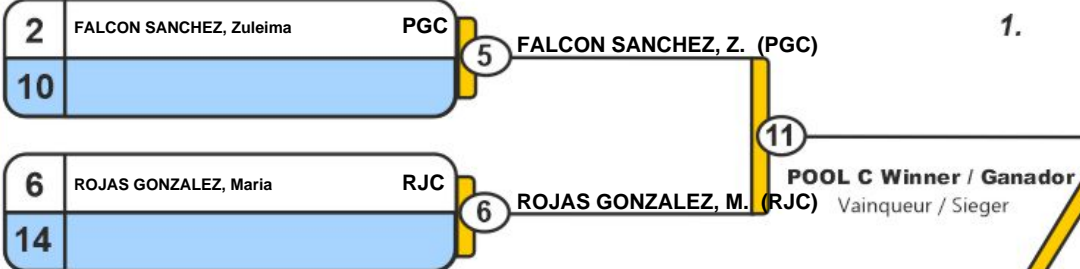 2 FALCON SANCHEZ, Zuleima PGC
10
5
FALCON SANCHEZ, Z. (PGC)
1.
11
POOL C Winner / Ganador
Vainqueur / Sieger
6 ROJAS GONZALEZ, Maria RJC
14
6
ROJAS GONZALEZ, M. (RJC)